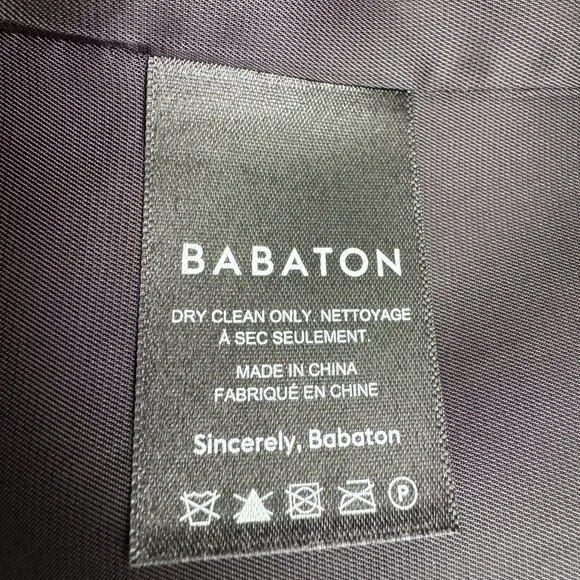 BABATON
DRY CLEAN ONLY. NETTOYAGE
À SEC SEULEMENT.
MADE IN CHINA
FABRIQUÉ EN CHINE
Sincerely, Babaton
P